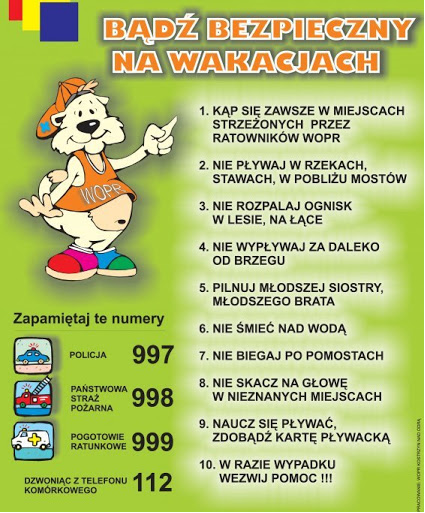 BĄDŹ BEZPIECZNY
NA WAKACJACH
WOPR
1. KĄP SIĘ ZAWSZE W MIEJSCACH
STRZEŻONYCH PRZEZ
RATOWNIKÓW WOPR
2. NIE PŁYWAJ W RZEKACH,
STAWACH, W POBLIŻU MOSTÓW
3. NIE ROZPALAJ OGNISK
W LESIE, NA ŁĄCE
4. NIE WYPŁYWAJ ZA DALEKO
OD BRZEGU
5. PILNUJ MŁODSZEJ SIOSTRY,
MŁODSZEGO BRATA
6. NIE ŚMIEĆ NAD WODĄ
7. NIE BIEGAJ PO POMOSTACH
8. NIE SKACZ NA GŁOWĘ
W NIEZNANYCH MIEJSCACH
9. NAUCZ SIĘ PŁYWAĆ,
ZDOBĄDŹ KARTĘ PŁYWACKĄ
10. W RAZIE WYPADKU
WEZWIJ POMOC !!!
Zapamiętaj te numery
POLICJA 997
PAŃSTWOWA
STRAŻ
POŻARNA 998
POGOTOWIE
RATUNKOWE 999
DZWONIĄC Z TELEFONU
KOMÓRKOWEGO 112
OPRACOWANIE: WOPR KOSTRZYN NAD ODRĄ